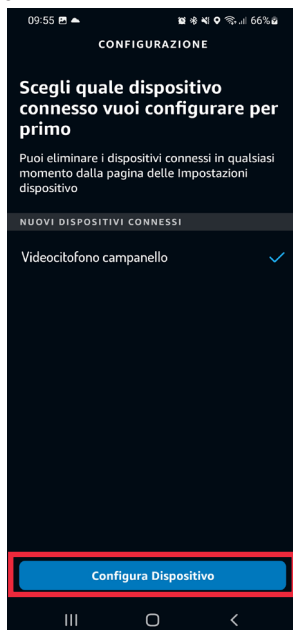 09:55 66%
CONFIGURAZIONE
Scegli quale dispositivo
connesso vuoi configurare per
primo
Puoi eliminare i dispositivi connessi in qualsiasi
momento dalla pagina delle Impostazioni
dispositivo
NUOVI DISPOSITIVI CONNESSI
Videocitofono campanello
Configura Dispositivo